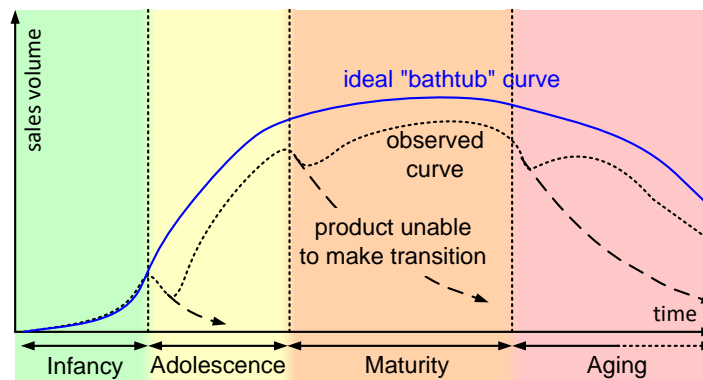 sales volume
ideal "bathtub" curve
observed
curve
product unable
to make transition
time
Infancy
Adolescence
Maturity
Aging